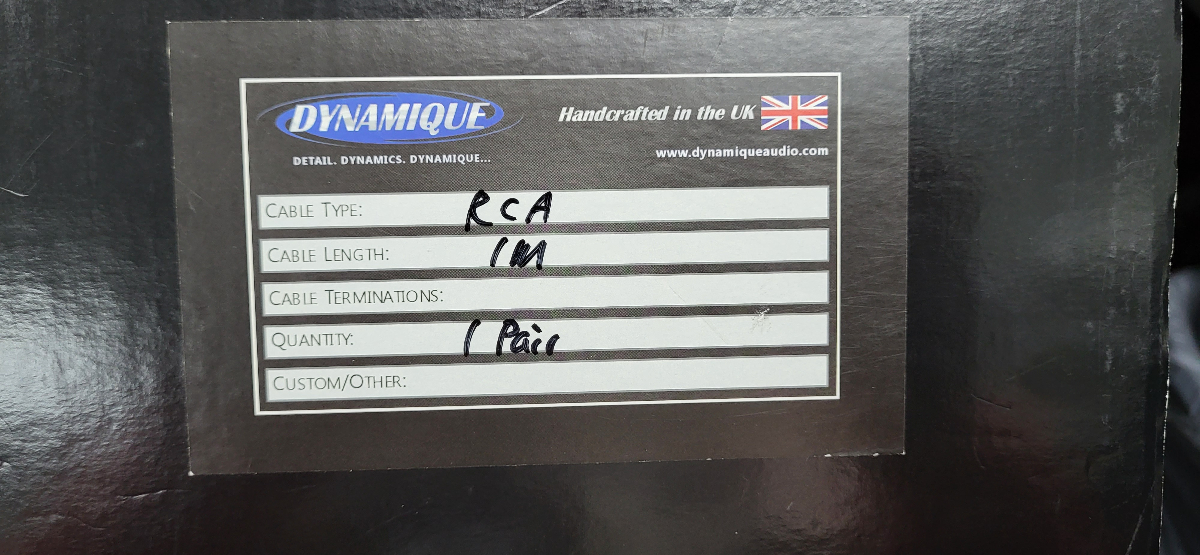 DYNAMIQUE
Handcrafted in the UK
DETAIL. DYNAMICS. DYNAMIQUE...
www.dynamiqueaudio.com
CABLE TYPE: RCA
CABLE LENGTH: 1M
CABLE TERMINATIONS:
QUANTITY: 1 Pair
CUSTOM/OTHER: